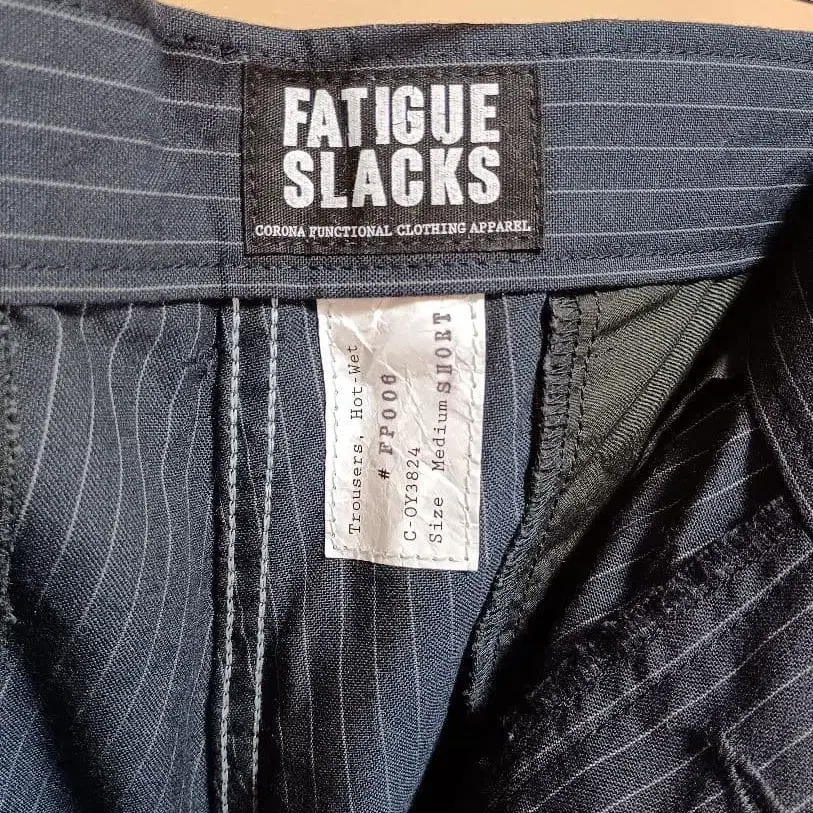 FATIGUE
SLACKS
CORONA FUNCTIONAL CLOTHING APPAREL
Trousers, Hot-Wet
# FP006
C-OY3824
Size Medium SHORT